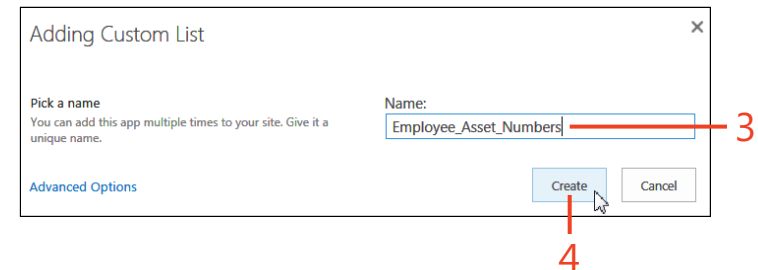 Adding Custom List
×
Pick a name
You can add this app multiple times to your site. Give it a
unique name.
Name:
Employee_Asset_Numbers
3
Advanced Options
Create
Cancel
4